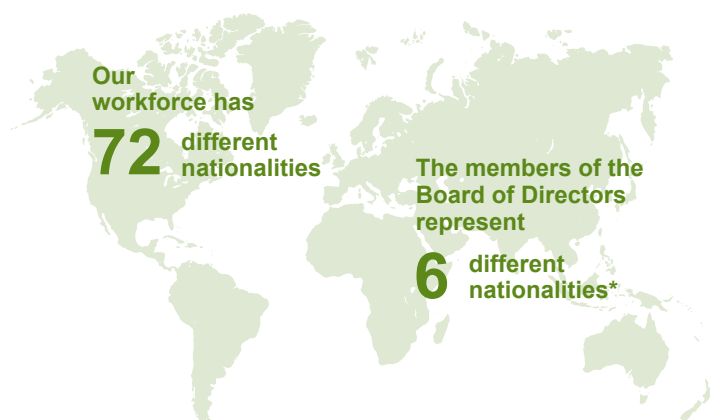 Our
workforce has
72 different
nationalities
The members of the
Board of Directors
represent
6 different
nationalities*